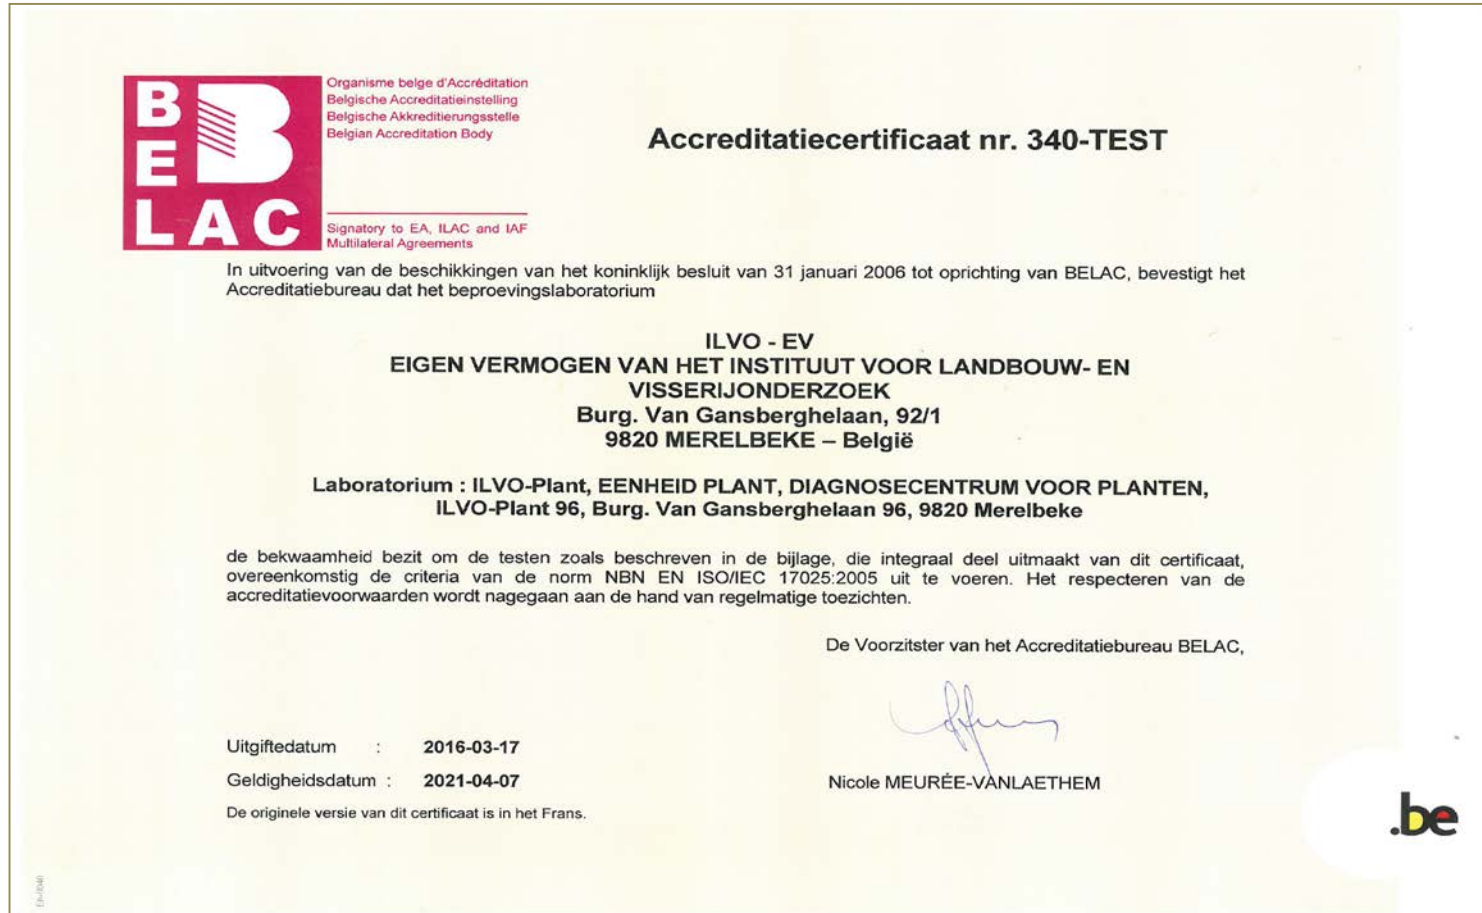 B
E
LAC
Organisme belge d'Accréditation
Belgische Accreditatieinstelling
Belgische Akkreditierungsstelle
Belgian Accreditation Body
Signatory to EA, ILAC and IAF
Multilateral Agreements
Accreditatiecertificaat nr. 340-TEST
In uitvoering van de beschikkingen van het koninklijk besluit van 31 januari 2006 tot oprichting van BELAC, bevestigt het
Accreditatiebureau dat het beproevingslaboratorium
ILVO - EV
EIGEN VERMOGEN VAN HET INSTITUUT VOOR LANDBOUW- EN
VISSERIJONDERZOEK
Burg. Van Gansberghelaan, 92/1
9820 MERELBEKE – België
Laboratorium : ILVO-Plant, EENHEID PLANT, DIAGNOSECENTRUM VOOR PLANTEN,
ILVO-Plant 96, Burg. Van Gansberghelaan 96, 9820 Merelbeke
de bekwaamheid bezit om de testen zoals beschreven in de bijlage, die integraal deel uitmaakt van dit certificaat,
overeenkomstig de criteria van de norm NBN EN ISO/IEC 17025:2005 uit te voeren. Het respecteren van de
accreditatievoorwaarden wordt nagegaan aan de hand van regelmatige toezichten.
De Voorzitster van het Accreditatiebureau BELAC,
Uitgiftedatum : 2016-03-17
Geldigheidsdatum : 2021-04-07
Nicole MEURÉE-VANLAETHEM
De originele versie van dit certificaat is in het Frans.
.be